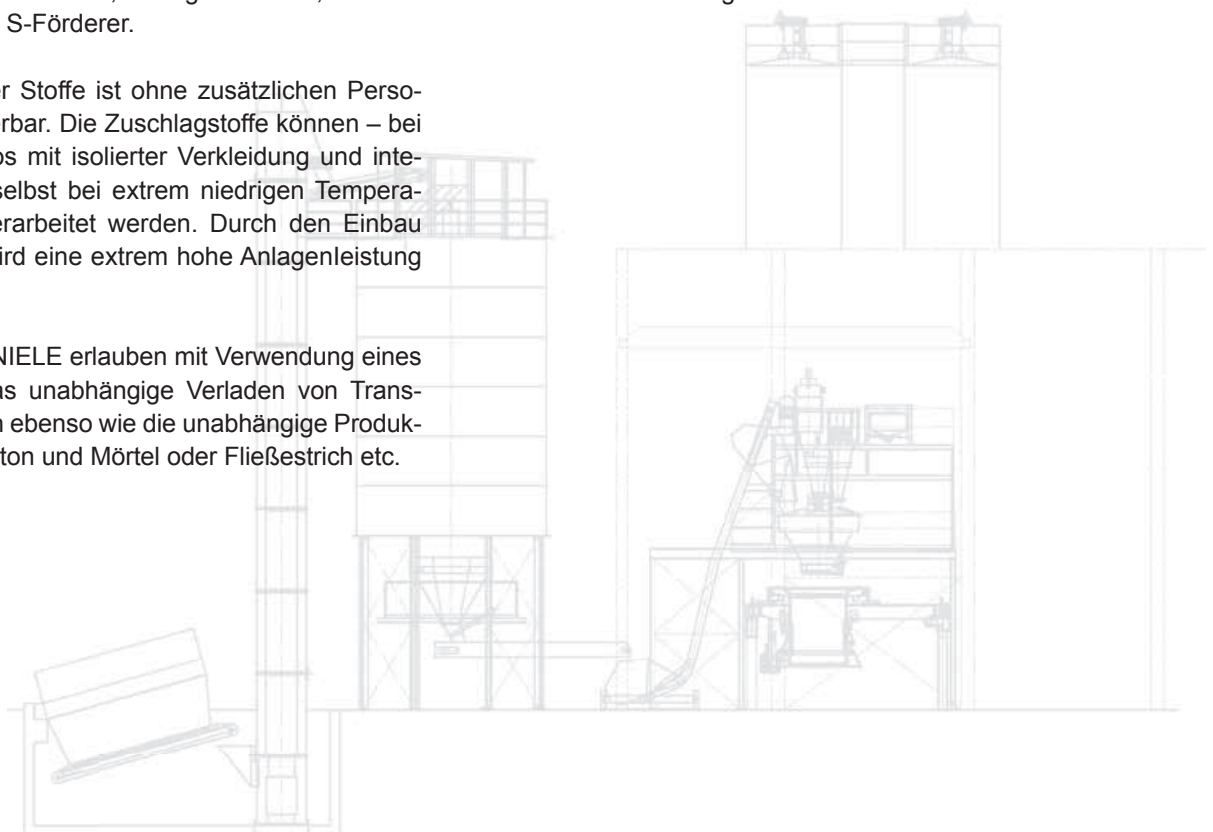 S-Förderer.
er Stoffe ist ohne zusätzlichen Perso-
erbar. Die Zuschlagstoffe können – bei
os mit isolierter Verkleidung und inte-
selbst bei extrem niedrigen Tempera-
erarbeitet werden. Durch den Einbau
ird eine extrem hohe Anlagenleistung
NIELE erlauben mit Verwendung eines
as unabhängige Verladen von Trans-
n ebenso wie die unabhängige Produk-
ton und Mörtel oder Fließestrich etc.